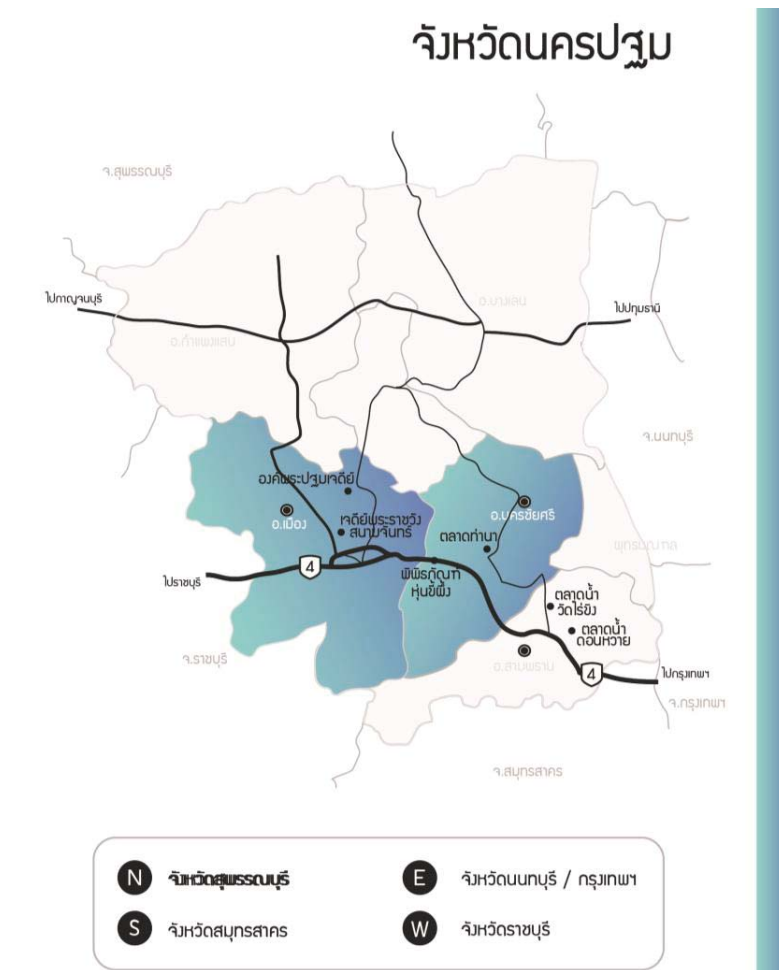 จังหวัดนครปฐม
จ.สุพรรณบุรี
ไปกาญจนบุรี
อ.บางเลน
ไปปทุมธานี
อ.กำแพงแสน
จ.นนทบุรี
องค์พระปฐมเจดีย์
อ.เมือง
เจดีย์พระราชวัง
สนามจันทร์
อ.นครชัยศรี
ตลาดท่านา
พุทธมณฑล
4
พิพิธภัณฑ์
หุ่นขี้ผึ้ง
ไปราชบุรี
ตลาดน้ำ
วัดไร่ขิง
ตลาดน้ำ
ดอนหวาย
จ.ราชบุรี
อ.สามพราน
4
ไปกรุงเทพฯ
จ.กรุงเทพฯ
จ.สมุทรสาคร
N จังหวัดสุพรรณบุรี
E จังหวัดนนทบุรี / กรุงเทพฯ
S จังหวัดสมุทรสาคร
W จังหวัดราชบุรี